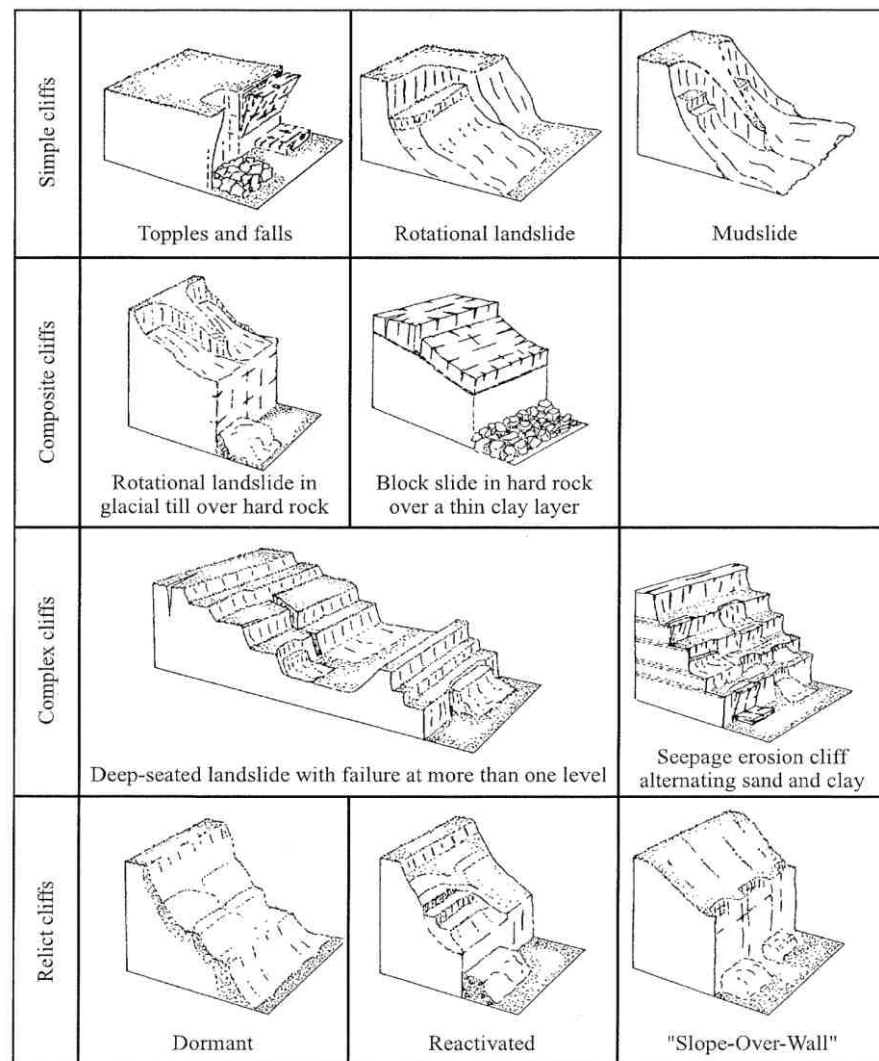 Simple cliffs
Topples and falls
Rotational landslide
Mudslide
Composite cliffs
Rotational landslide in
glacial till over hard rock
Block slide in hard rock
over a thin clay layer
Complex cliffs
Deep-seated landslide with failure at more than one level
Seepage erosion cliff
alternating sand and clay
Relict cliffs
Dormant
Reactivated
"Slope-Over-Wall"